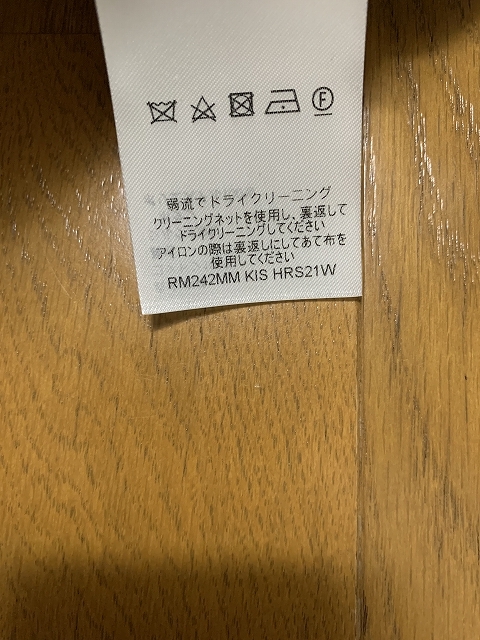 F
弱流でドライクリーニング
クリーニングネットを使用し、裏返して
ドライクリーニングしてください
アイロンの際は裏返しにしてあて布を
使用してください
RM242MM KIS HRS21W